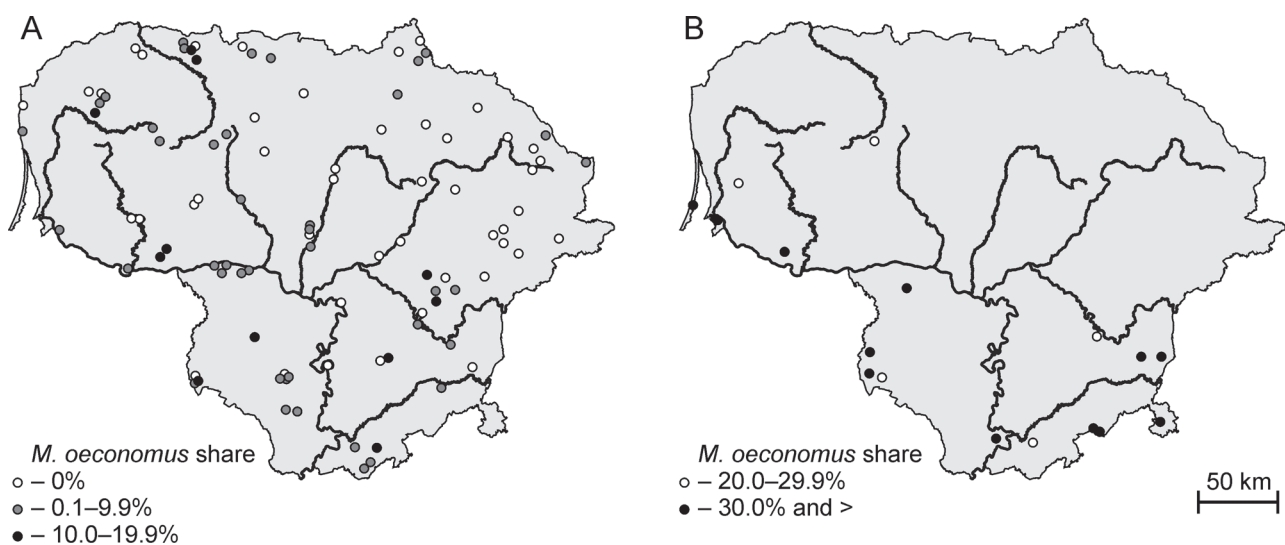 A
M. oeconomus share
– 0%
– 0.1–9.9%
– 10.0–19.9%
B
M. oeconomus share
– 20.0–29.9%
– 30.0% and >
50 km